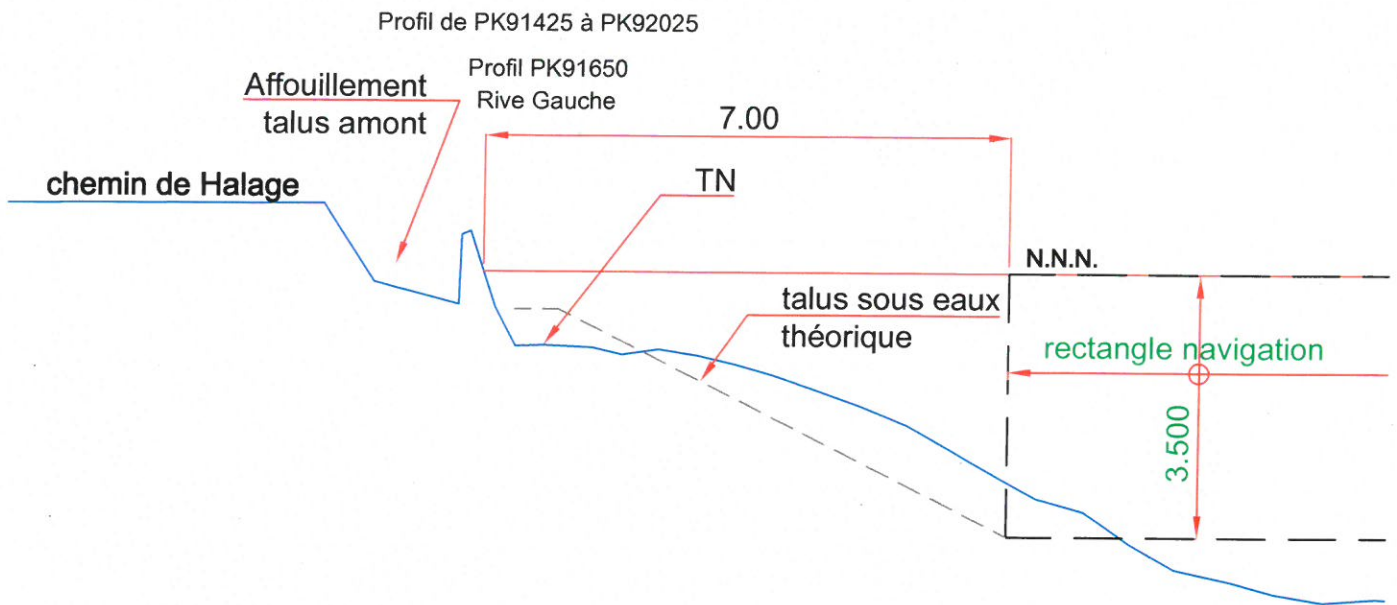 Profil de PK91425 à PK92025
Profil PK91650
Rive Gauche
Affouillement
talus amont
7.00
chemin de Halage
TN
N.N.N.
talus sous eaux
théorique
rectangle navigation
3.500